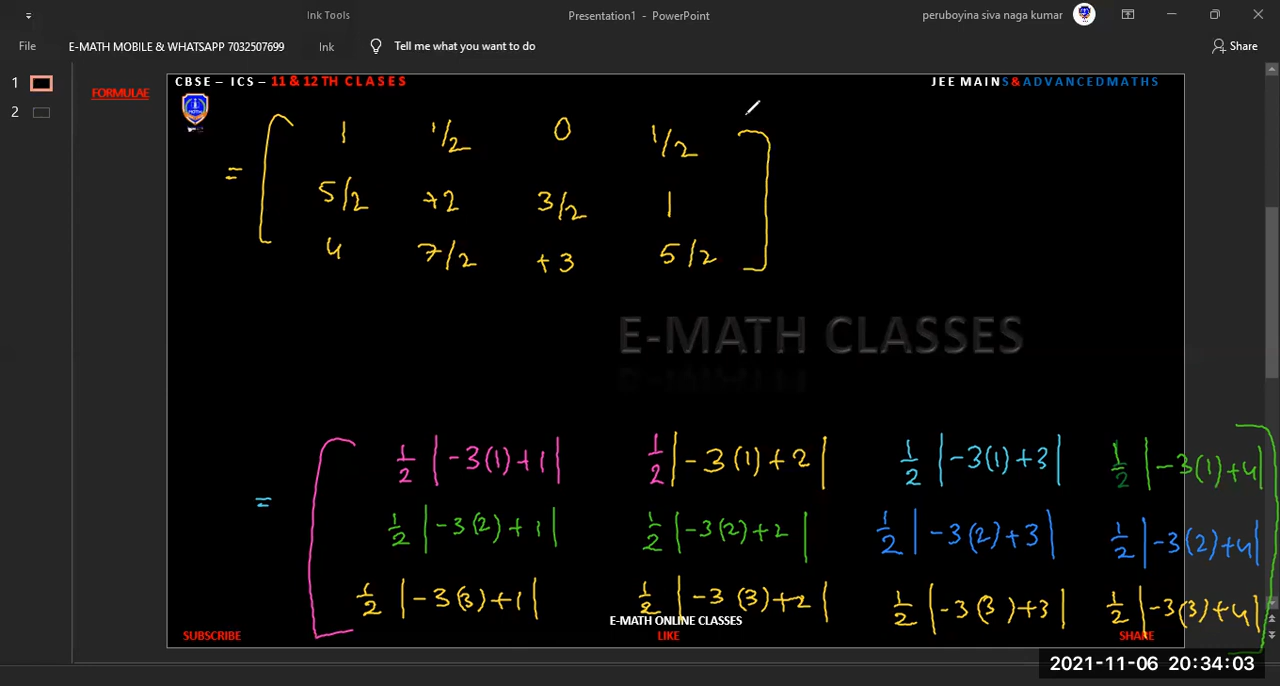 Ink Tools
Presentation1 - PowerPoint
peruboyina siva naga kumar
File
E-MATH MOBILE & WHATSAPP 7032507699
Ink
Tell me what you want to do
Share
1
2
FORMULAE
CBSE – ICS – 11 & 12 TH CLASES
JEE MAINS&ADVANCEDMATHS
1 1/2 0 1/2
= 5/2 +2 3/2 1
4 7/2 +3 5/2
E-MATH CLASSES
1/2 |-3(1)+1| 1/2 |-3(1)+2| 1/2 |-3(1)+3| 1/2 |-3(1)+4|
= 1/2 |-3(2)+1| 1/2 |-3(2)+2| 1/2 |-3(2)+3| 1/2 |-3(2)+4|
1/2 |-3(3)+1| 1/2 |-3(3)+2| 1/2 |-3(3)+3| 1/2 |-3(3)+4|
E-MATH ONLINE CLASSES
SUBSCRIBE
LIKE
SHARE
2021-11-06 20:34:03